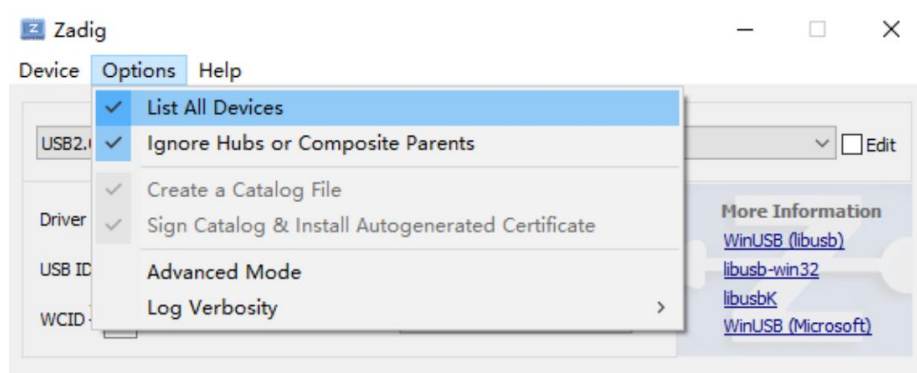 Zadig
Device Options Help
List All Devices
USB2. Ignore Hubs or Composite Parents Edit
Create a Catalog File
Driver Sign Catalog & Install Autogenerated Certificate More Information
WinUSB (libusb)
USB ID Advanced Mode libusb-win32
Log Verbosity libusbK
WCID WinUSB (Microsoft)